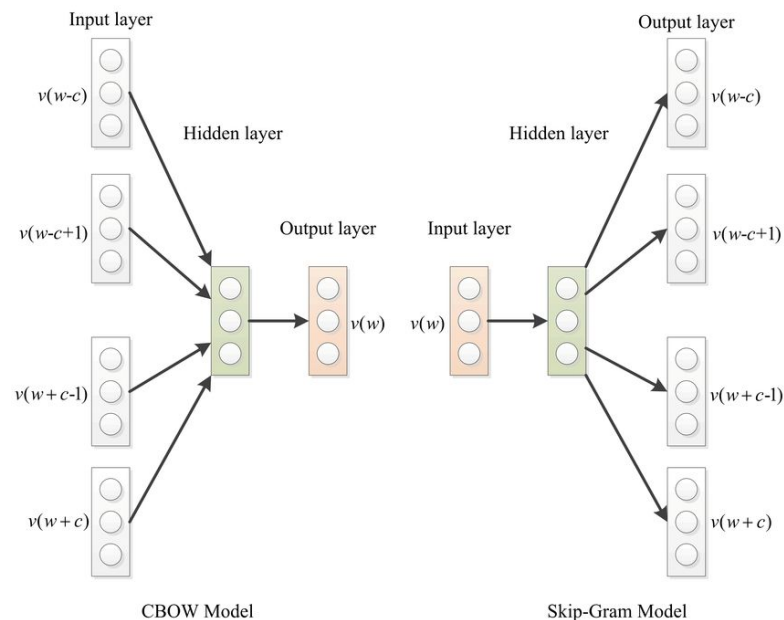 Input layer
v(w-c)
Hidden layer
v(w-c+1)
Output layer
v(w)
v(w+c-1)
v(w+c)
CBOW Model
Output layer
v(w-c)
Hidden layer
v(w-c+1)
Input layer
v(w)
v(w+c-1)
v(w+c)
Skip-Gram Model